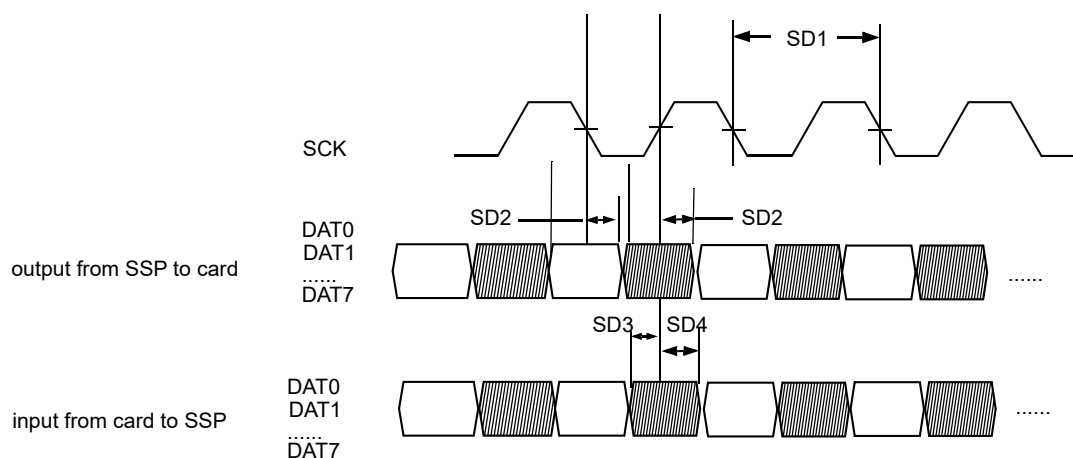 SD1
SCK
SD2
SD2
DAT0
DAT1
......
DAT7
output from SSP to card
......
SD3
SD4
DAT0
DAT1
......
DAT7
input from card to SSP
......